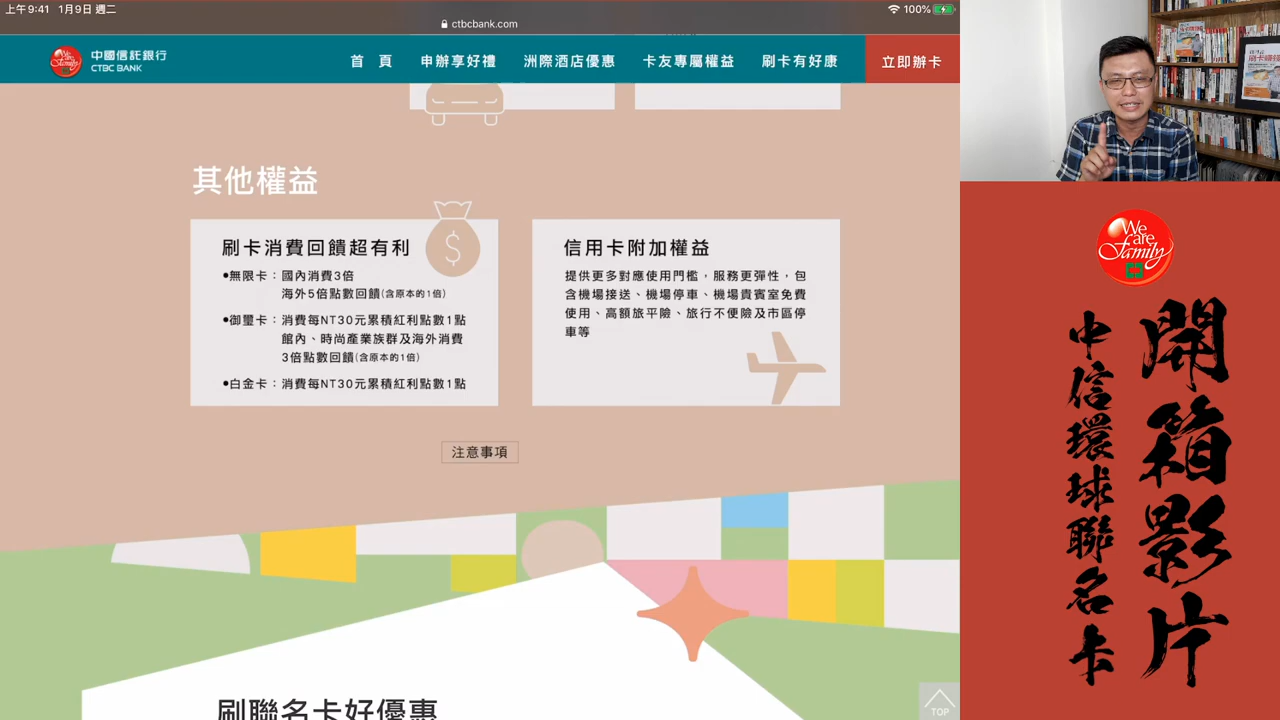 上午9:41 1月9日 週二
100%
ctbcbank.com
We are Family
中國信託銀行
CTBC BANK
首 頁
申辦享好禮
洲際酒店優惠
卡友專屬權益
刷卡有好康
立即辦卡
其他權益
刷卡消費回饋超有利
•無限卡：國內消費3倍
海外5倍點數回饋(含原本的1倍)
•御璽卡：消費每NT30元累積紅利點數1點
館內、時尚產業族群及海外消費
3倍點數回饋(含原本的1倍)
•白金卡：消費每NT30元累積紅利點數1點
$
信用卡附加權益
提供更多對應使用門檻，服務更彈性，包
含機場接送、機場停車、機場貴賓室免費
使用、高額旅平險、旅行不便險及市區停
車等
注意事項
刷聯名卡好優惠
TOP
We are Family
開箱影片
中信環球聯名卡